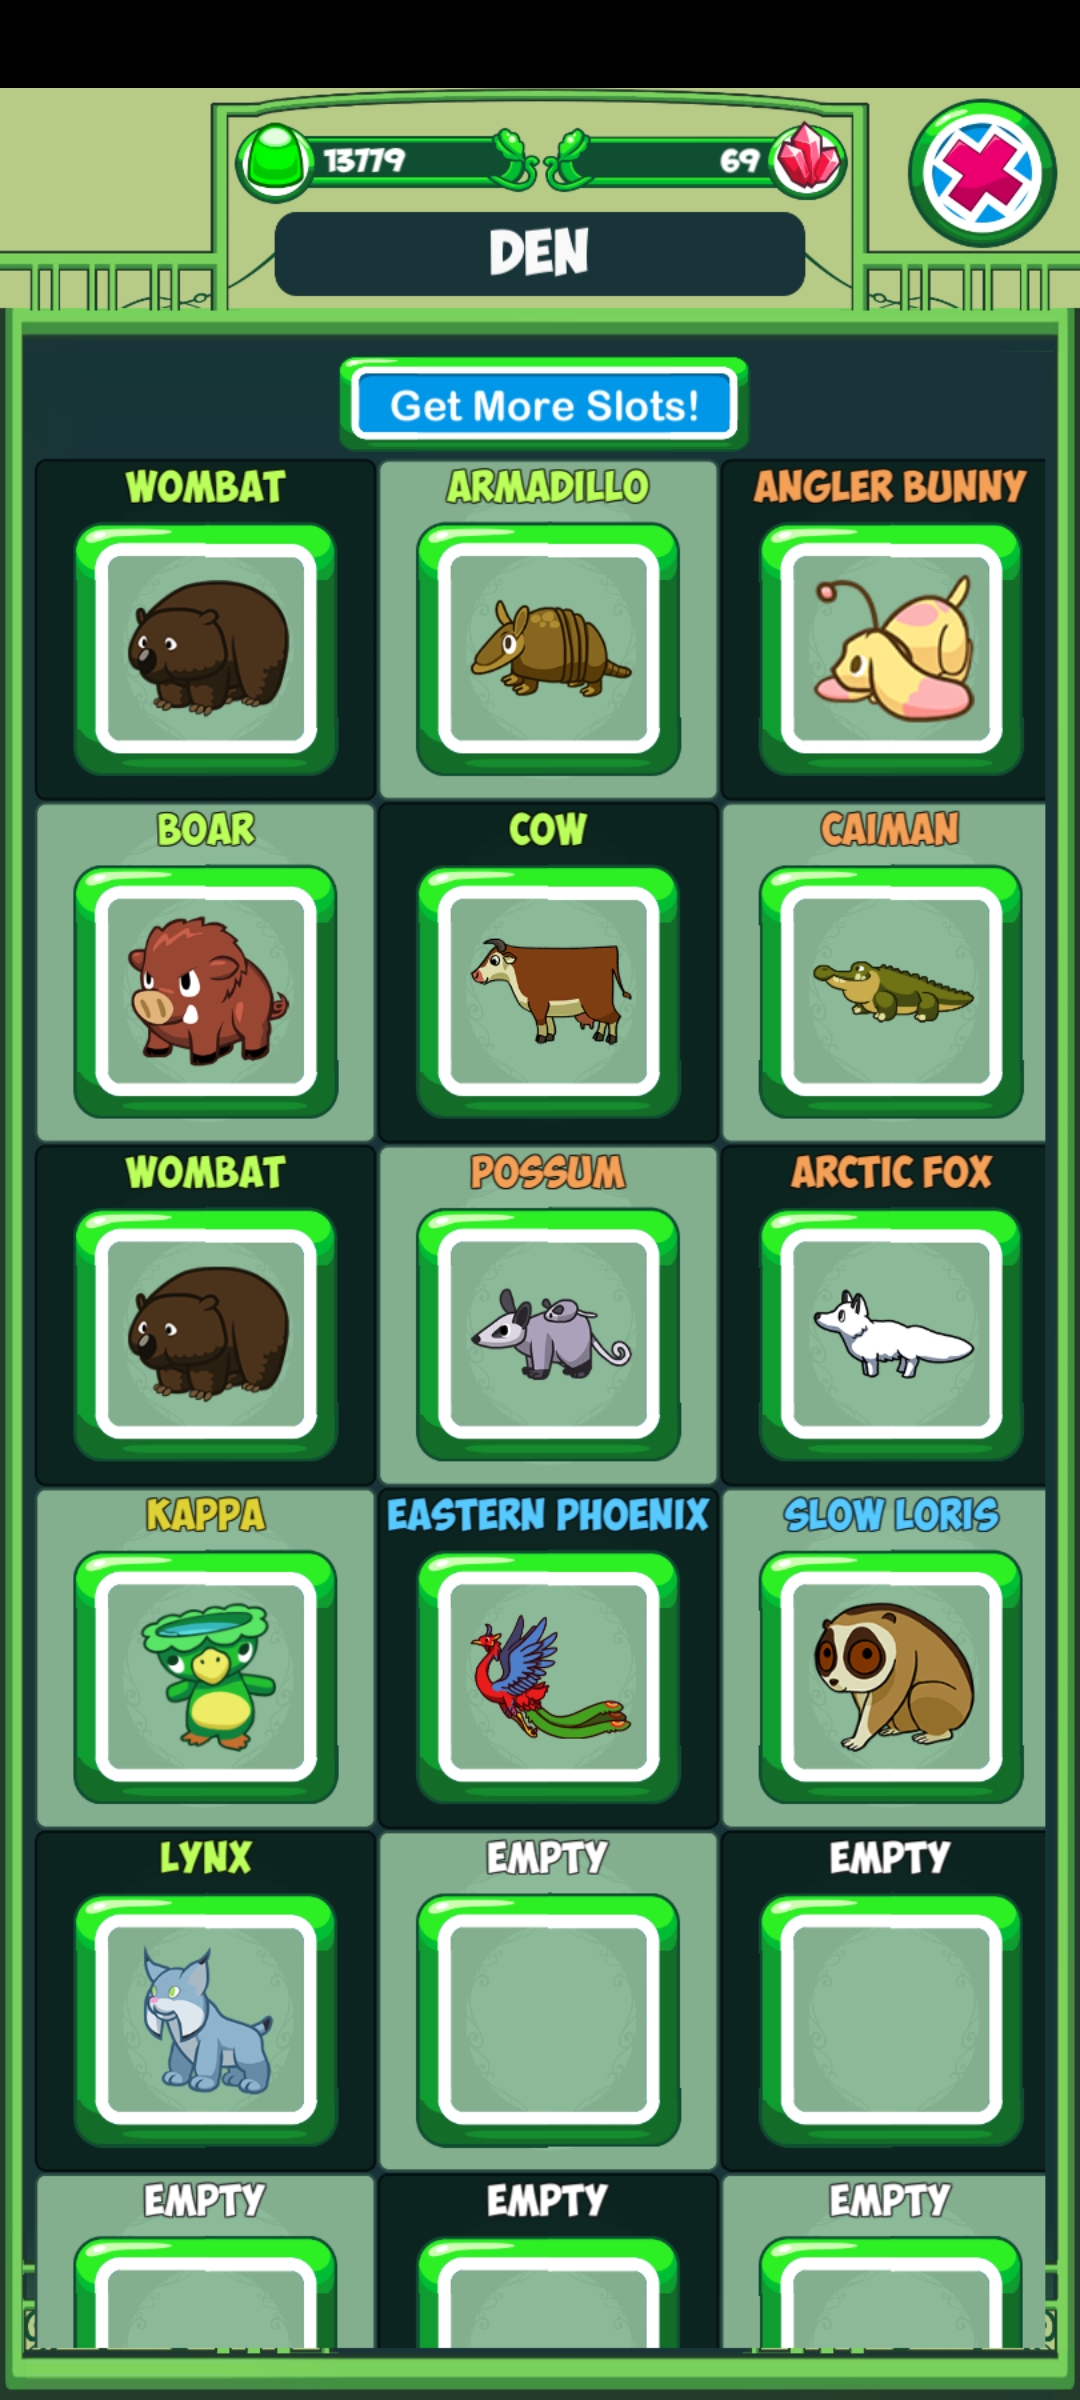 13779
69
DEN
Get More Slots!
WOMBAT
ARMADILLO
ANGLER BUNNY
BOAR
COW
CAIMAN
WOMBAT
POSSUM
ARCTIC FOX
KAPPA
EASTERN PHOENIX
SLOW LORIS
LYNX
EMPTY
EMPTY
EMPTY
EMPTY
EMPTY